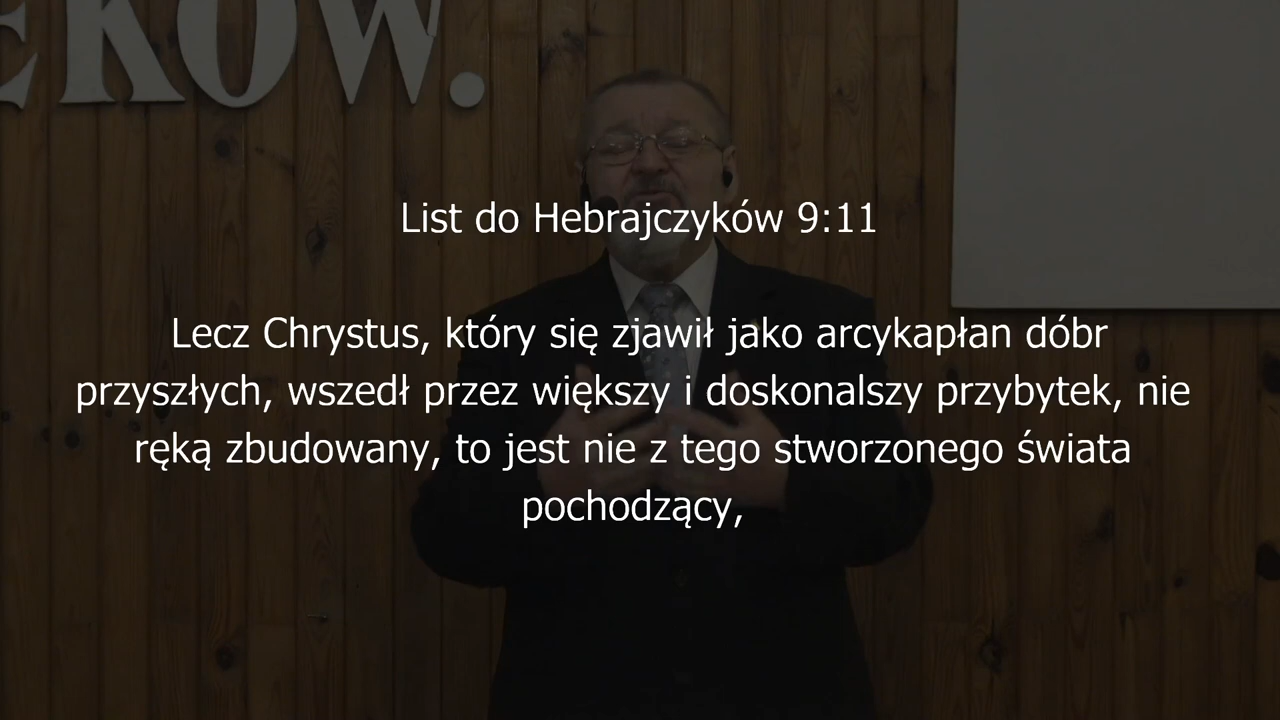 EKÓW.
List do Hebrajczyków 9:11
Lecz Chrystus, który się zjawił jako arcykapłan dóbr
przyszłych, wszedł przez większy i doskonalszy przybytek, nie
ręką zbudowany, to jest nie z tego stworzonego świata
pochodzący,